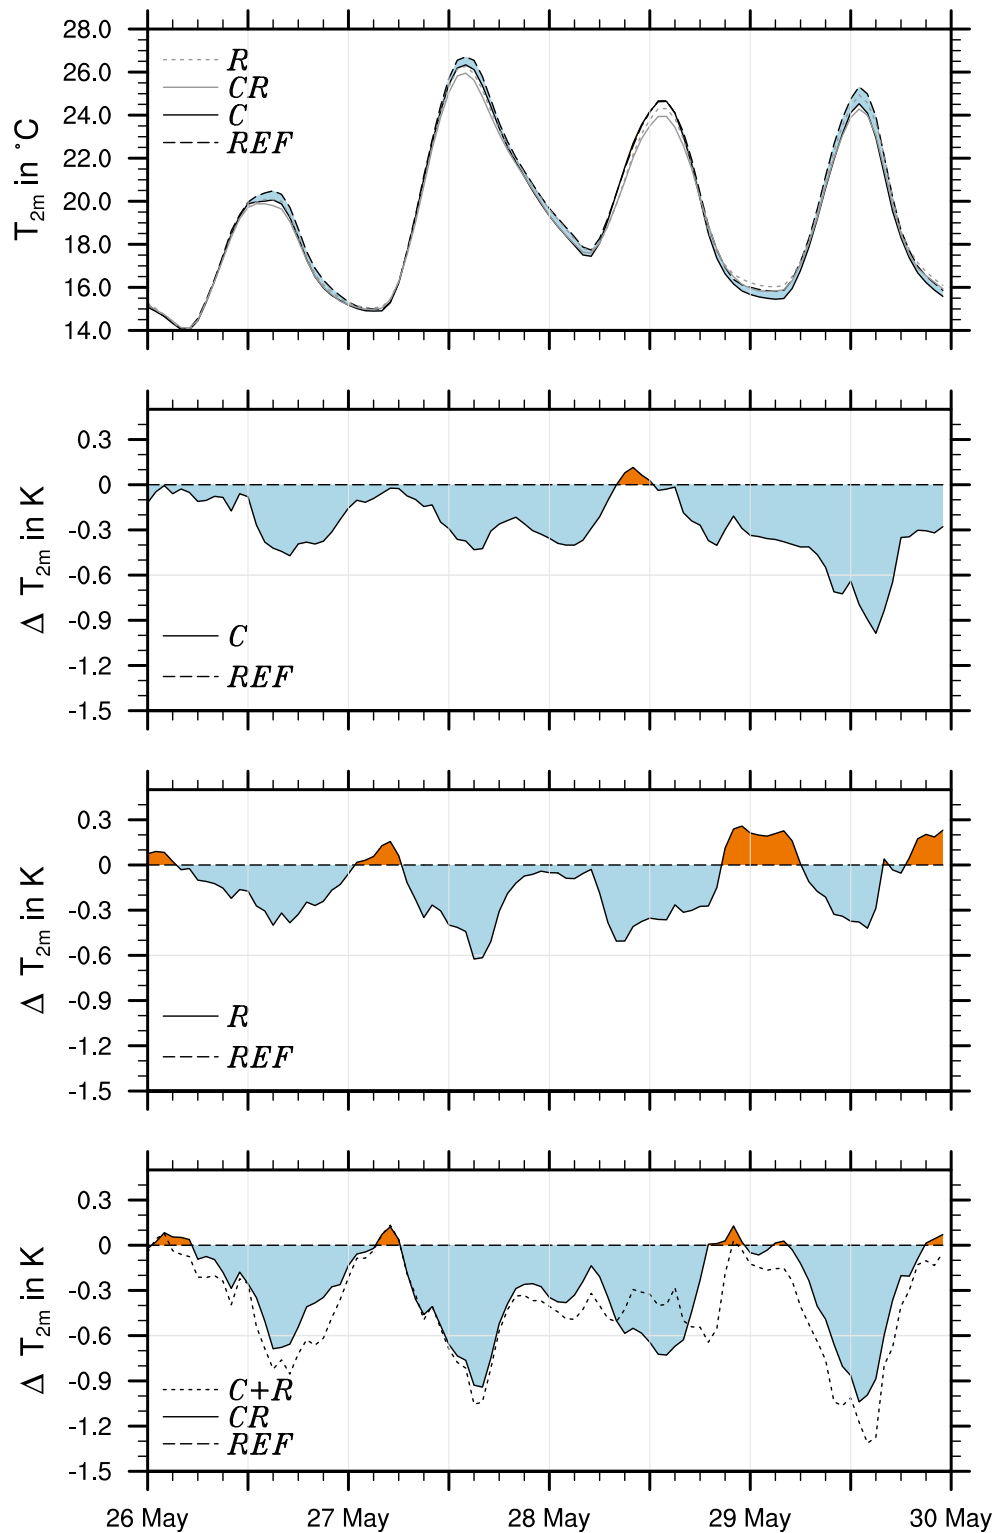 28.0
26.0
24.0
22.0
20.0
18.0
16.0
14.0
T2m in °C
R
CR
C
REF
0.3
0
-0.3
-0.6
-0.9
-1.2
-1.5
Δ T2m in K
C
REF
0.3
0
-0.3
-0.6
-0.9
-1.2
-1.5
Δ T2m in K
R
REF
0.3
0
-0.3
-0.6
-0.9
-1.2
-1.5
Δ T2m in K
C+R
CR
REF
26 May 27 May 28 May 29 May 30 May